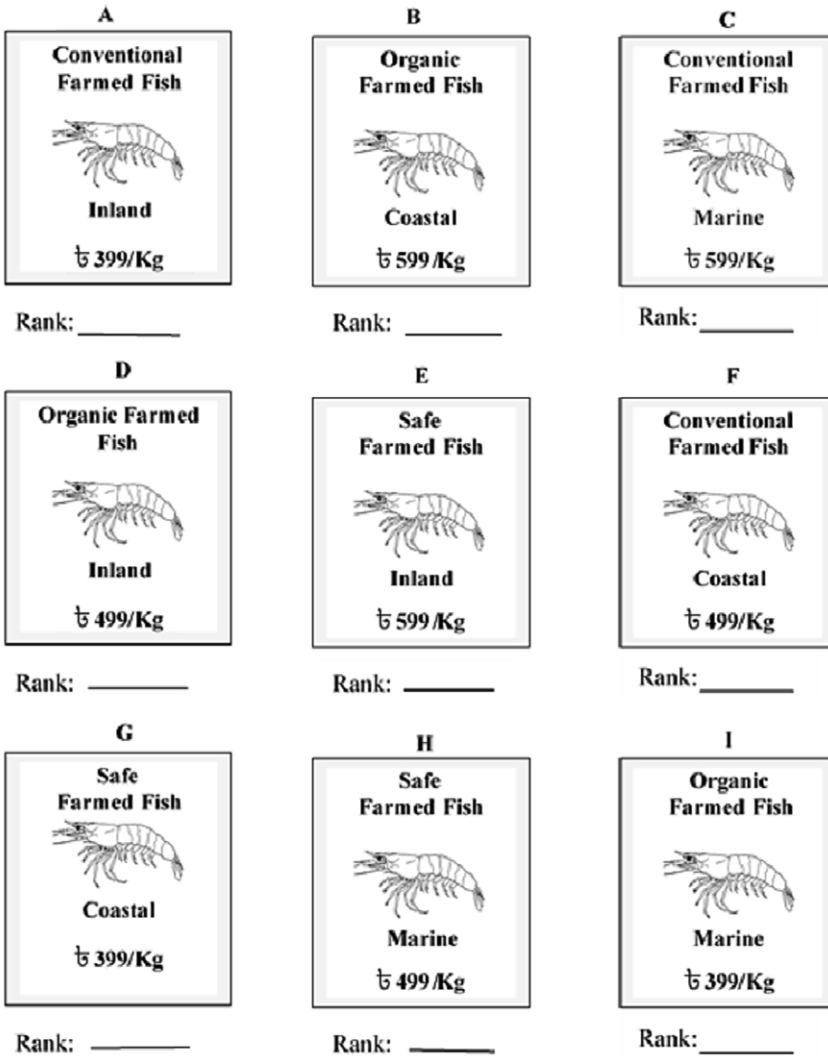 A
Conventional
Farmed Fish
Inland
৳ 399/Kg
Rank:
B
Organic
Farmed Fish
Coastal
৳ 599/Kg
Rank:
C
Conventional
Farmed Fish
Marine
৳ 599/Kg
Rank:
D
Organic Farmed
Fish
Inland
৳ 499/Kg
Rank:
E
Safe
Farmed Fish
Inland
৳ 599/Kg
Rank:
F
Conventional
Farmed Fish
Coastal
৳ 499/Kg
Rank:
G
Safe
Farmed Fish
Coastal
৳ 399/Kg
Rank:
H
Safe
Farmed Fish
Marine
৳ 499/Kg
Rank:
I
Organic
Farmed Fish
Marine
৳ 399/Kg
Rank: